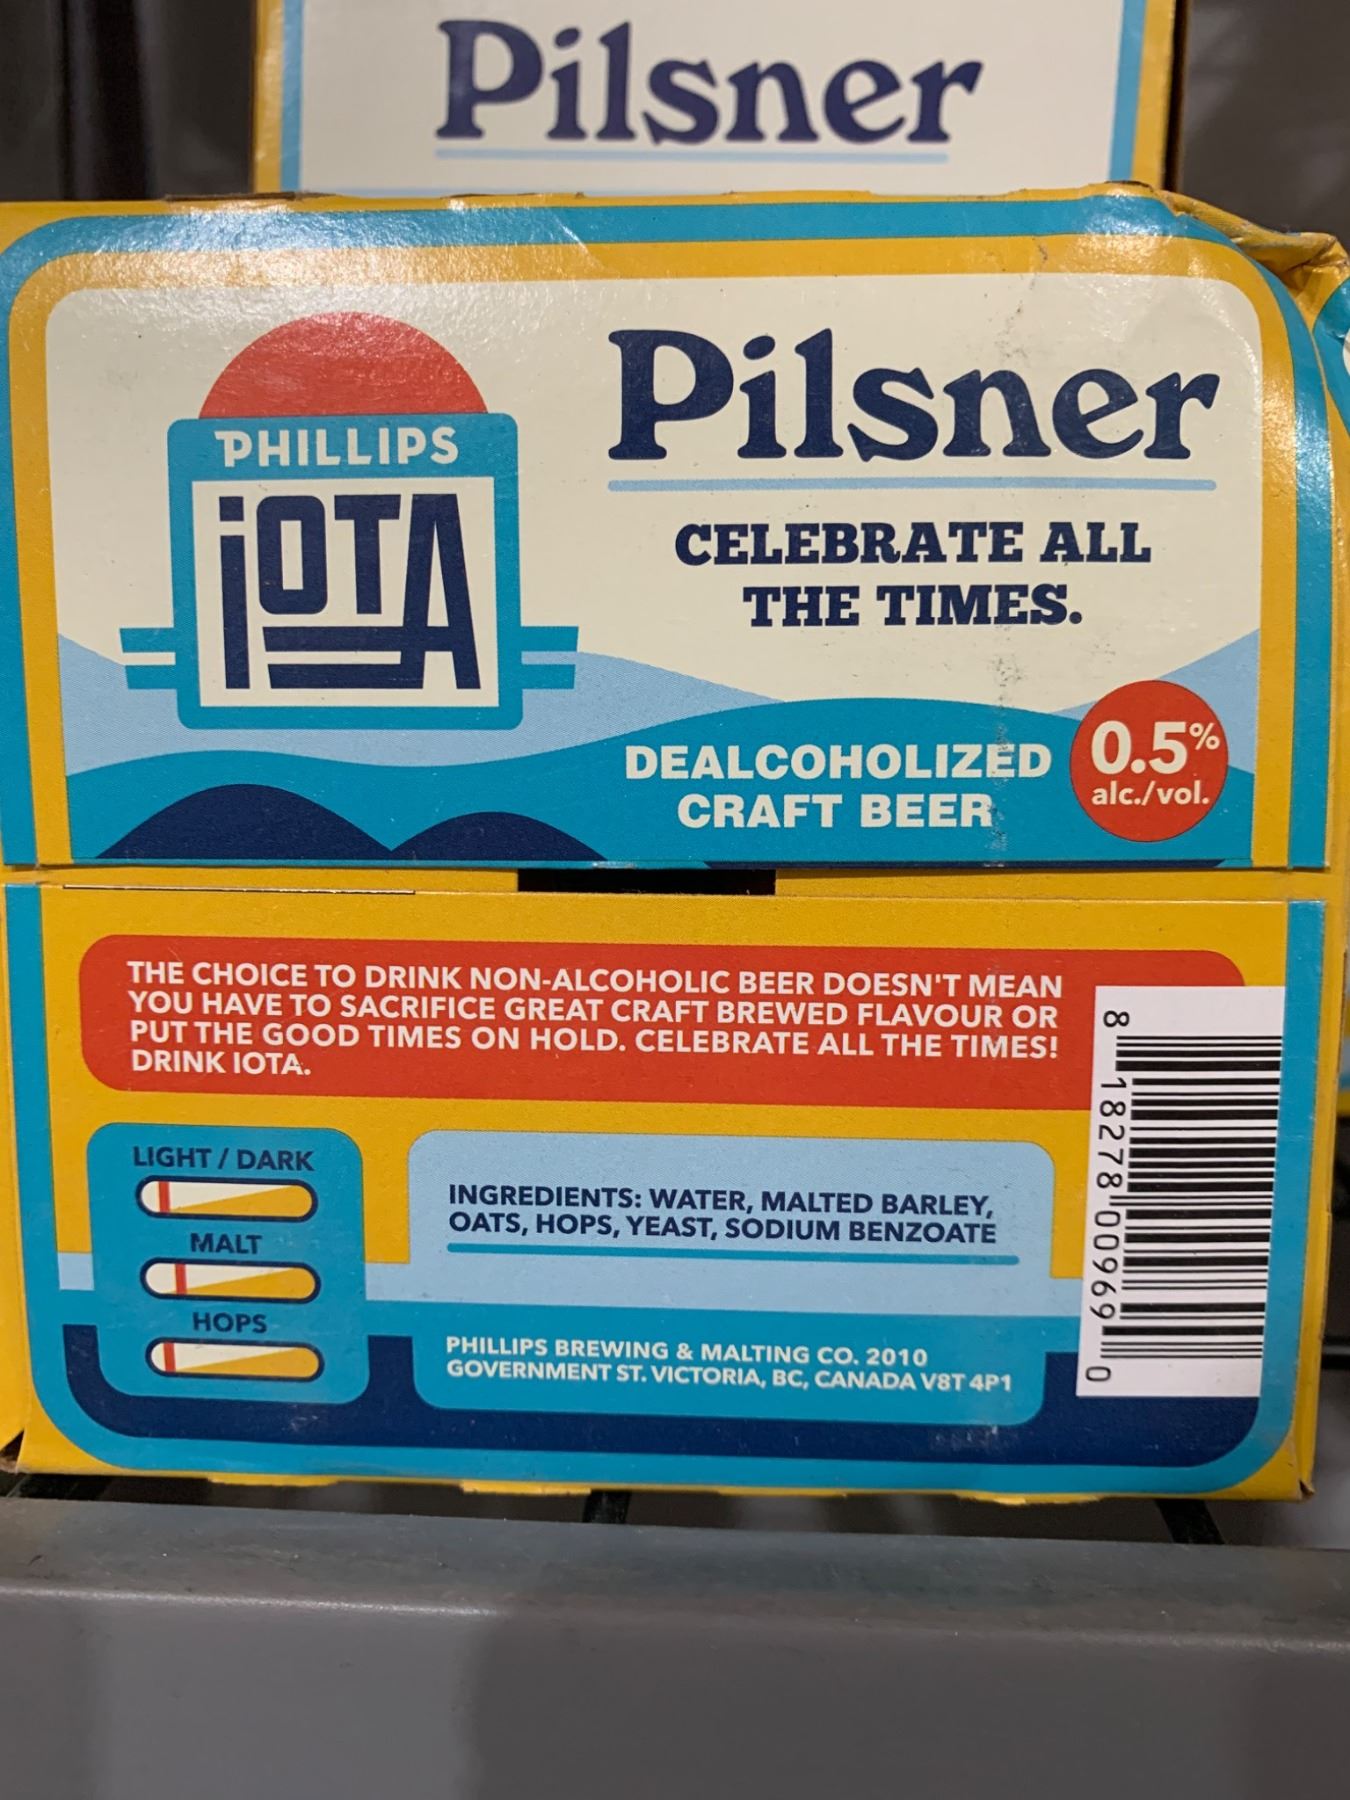 Pilsner
PHILLIPS
iOTA
Pilsner
CELEBRATE ALL
THE TIMES.
DEALCOHOLIZED
CRAFT BEER
0.5%
alc./vol.
THE CHOICE TO DRINK NON-ALCOHOLIC BEER DOESN'T MEAN
YOU HAVE TO SACRIFICE GREAT CRAFT BREWED FLAVOUR OR
PUT THE GOOD TIMES ON HOLD. CELEBRATE ALL THE TIMES!
DRINK IOTA.
LIGHT / DARK
MALT
HOPS
INGREDIENTS: WATER, MALTED BARLEY,
OATS, HOPS, YEAST, SODIUM BENZOATE
PHILLIPS BREWING & MALTING CO. 2010
GOVERNMENT ST. VICTORIA, BC, CANADA V8T 4P1
8 18278 00969 0